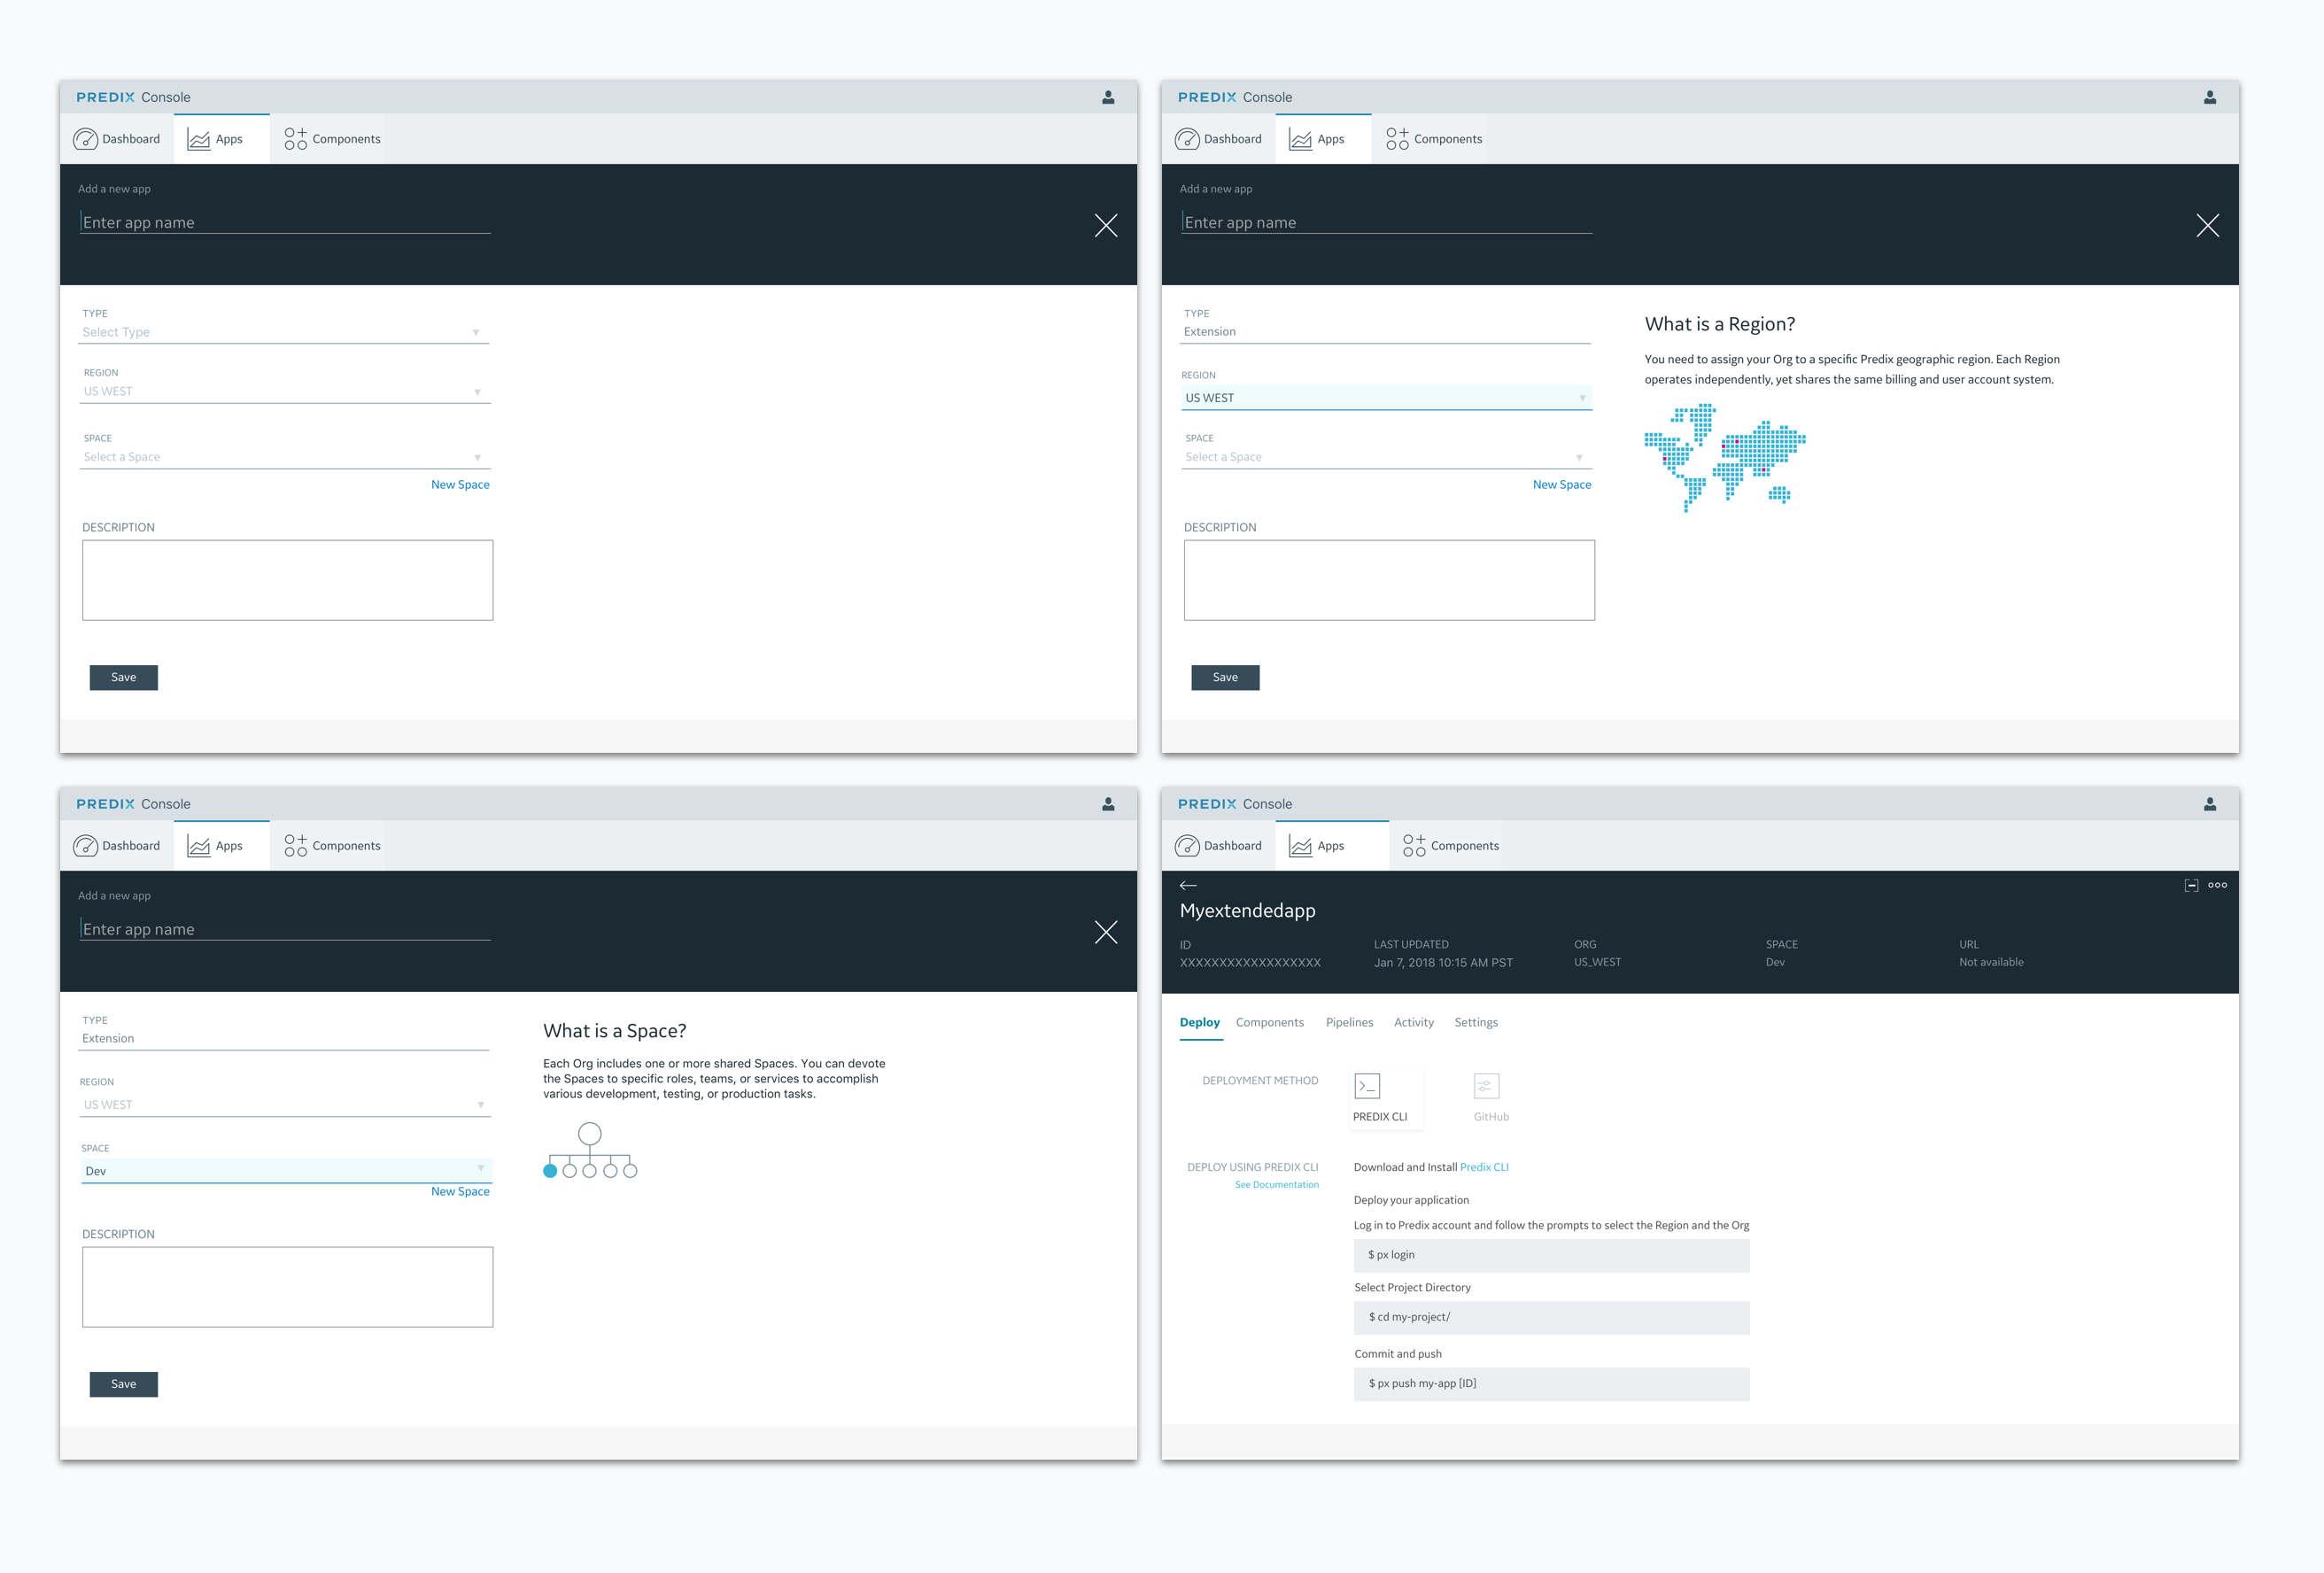 PREDIX Console
Dashboard
Apps
Components
Add a new app
Enter app name
TYPE
Select Type
REGION
US WEST
SPACE
Select a Space
New Space
DESCRIPTION
Save
PREDIX Console
Dashboard
Apps
Components
Add a new app
Enter app name
TYPE
Extension
REGION
US WEST
SPACE
Select a Space
New Space
DESCRIPTION
Save
What is a Region?
You need to assign your Org to a specific Predix geographic region. Each Region
operates independently, yet shares the same billing and user account system.
PREDIX Console
Dashboard
Apps
Components
Add a new app
Enter app name
TYPE
Extension
REGION
US WEST
SPACE
Dev
New Space
DESCRIPTION
Save
What is a Space?
Each Org includes one or more shared Spaces. You can devote
the Spaces to specific roles, teams, or services to accomplish
various development, testing, or production tasks.
PREDIX Console
Dashboard
Apps
Components
Myextendedapp
ID
XXXXXXXXXXXXXXXXXX
LAST UPDATED
Jan 7, 2018 10:15 AM PST
ORG
US_WEST
SPACE
Dev
URL
Not available
Deploy
Components
Pipelines
Activity
Settings
DEPLOYMENT METHOD
PREDIX CLI
GitHub
DEPLOY USING PREDIX CLI
See Documentation
Download and Install Predix CLI
Deploy your application
Log in to Predix account and follow the prompts to select the Region and the Org
$ px login
Select Project Directory
$ cd my-project/
Commit and push
$ px push my-app [ID]